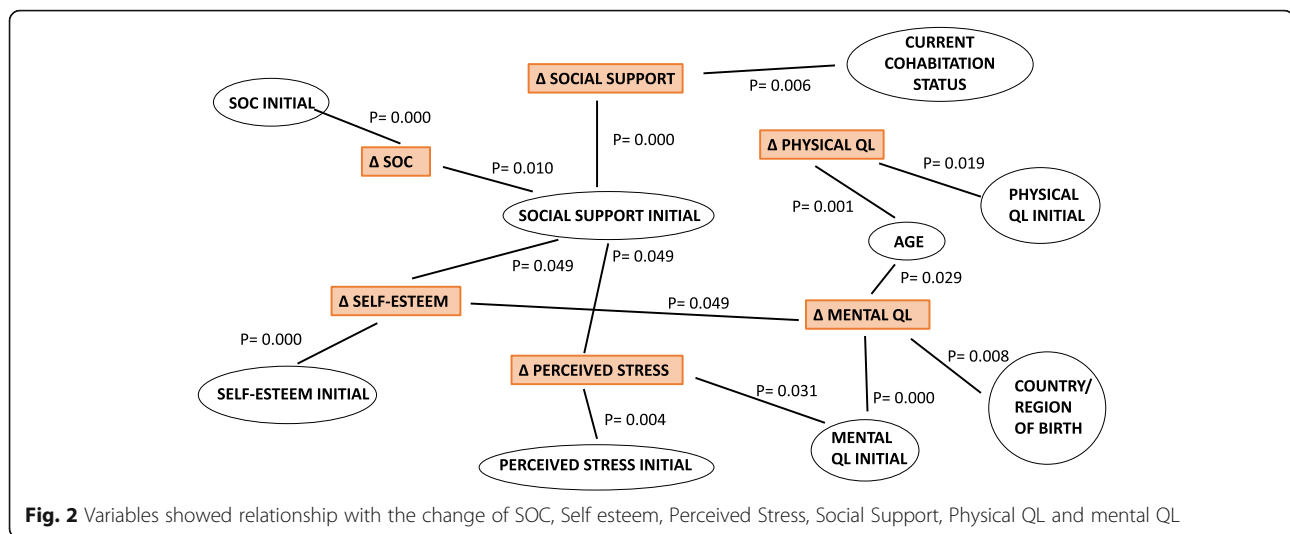 CURRENT
COHABITATION
STATUS
Δ SOCIAL SUPPORT
P= 0.006
SOC INITIAL
P= 0.000
P= 0.000
Δ PHYSICAL QL
Δ SOC
P= 0.010
P= 0.019
PHYSICAL
QL INITIAL
P= 0.001
SOCIAL SUPPORT INITIAL
AGE
P= 0.049
P= 0.049
P= 0.029
Δ SELF-ESTEEM
P= 0.049
Δ MENTAL QL
P= 0.000
P= 0.008
Δ PERCEIVED STRESS
SELF-ESTEEM INITIAL
P= 0.031
P= 0.000
COUNTRY/
REGION
OF BIRTH
P= 0.004
MENTAL
QL INITIAL
PERCEIVED STRESS INITIAL
Fig. 2 Variables showed relationship with the change of SOC, Self esteem, Perceived Stress, Social Support, Physical QL and mental QL